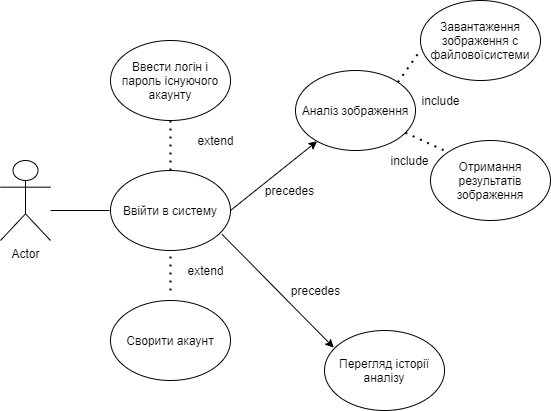 Завантаження
зображення с
файловоїсистеми
Ввести логін і
пароль існуючого
акаунту
Аналіз зображення
include
extend
include
Отримання
результатів
зображення
precedes
Ввійти в систему
Actor
extend
precedes
Сворити акаунт
Перегляд історії
аналізу